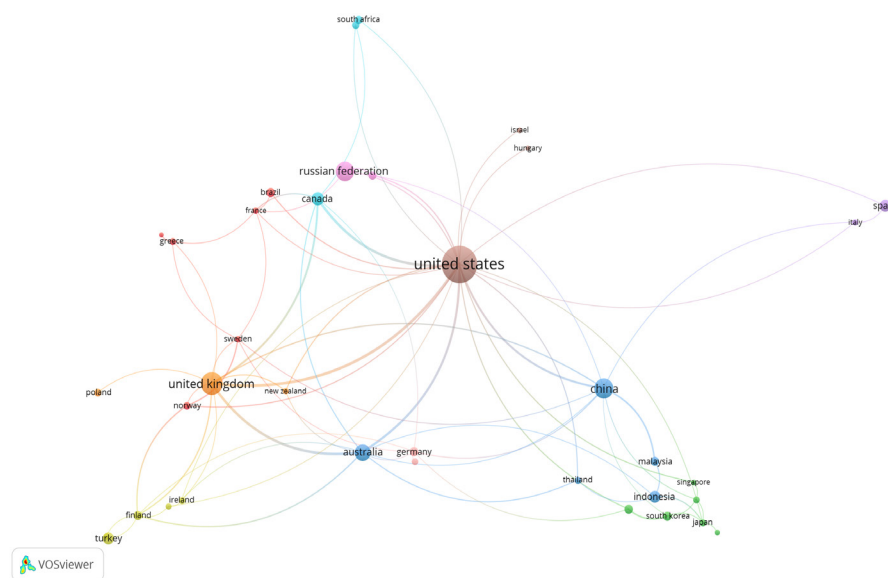 south africa
israel
hungary
russian federation
brazil
canada
france
spa
italy
greece
united states
sweden
united kingdom
china
poland
new zealand
norway
australia
germany
malaysia
thailand
singapore
indonesia
ireland
finland
south korea
japan
turkey
VOSviewer